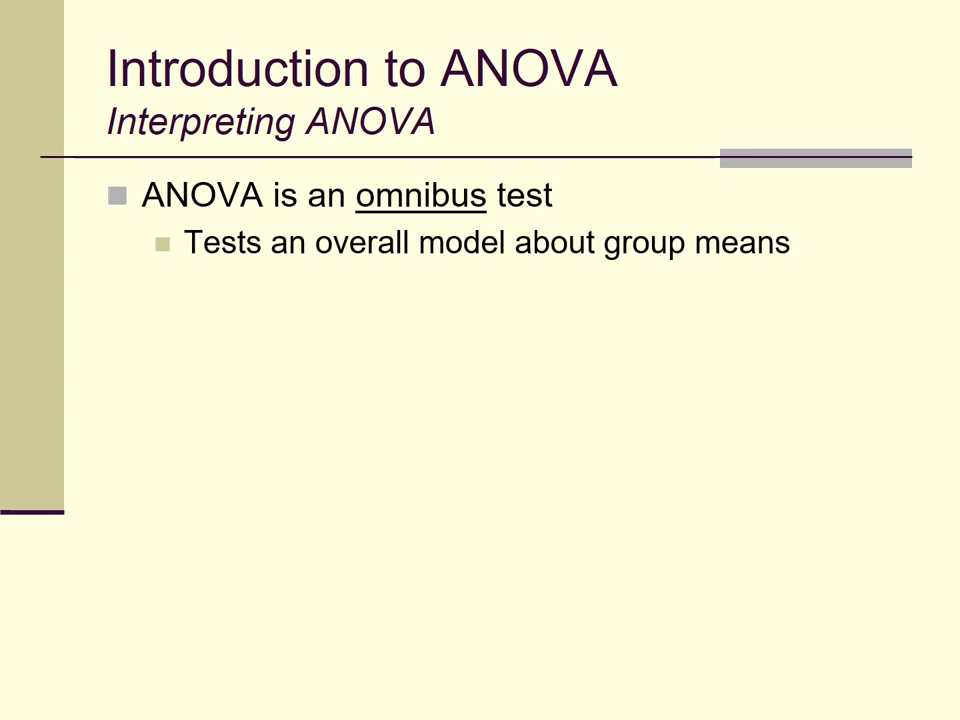 Introduction to ANOVA
Interpreting ANOVA
ANOVA is an omnibus test
Tests an overall model about group means